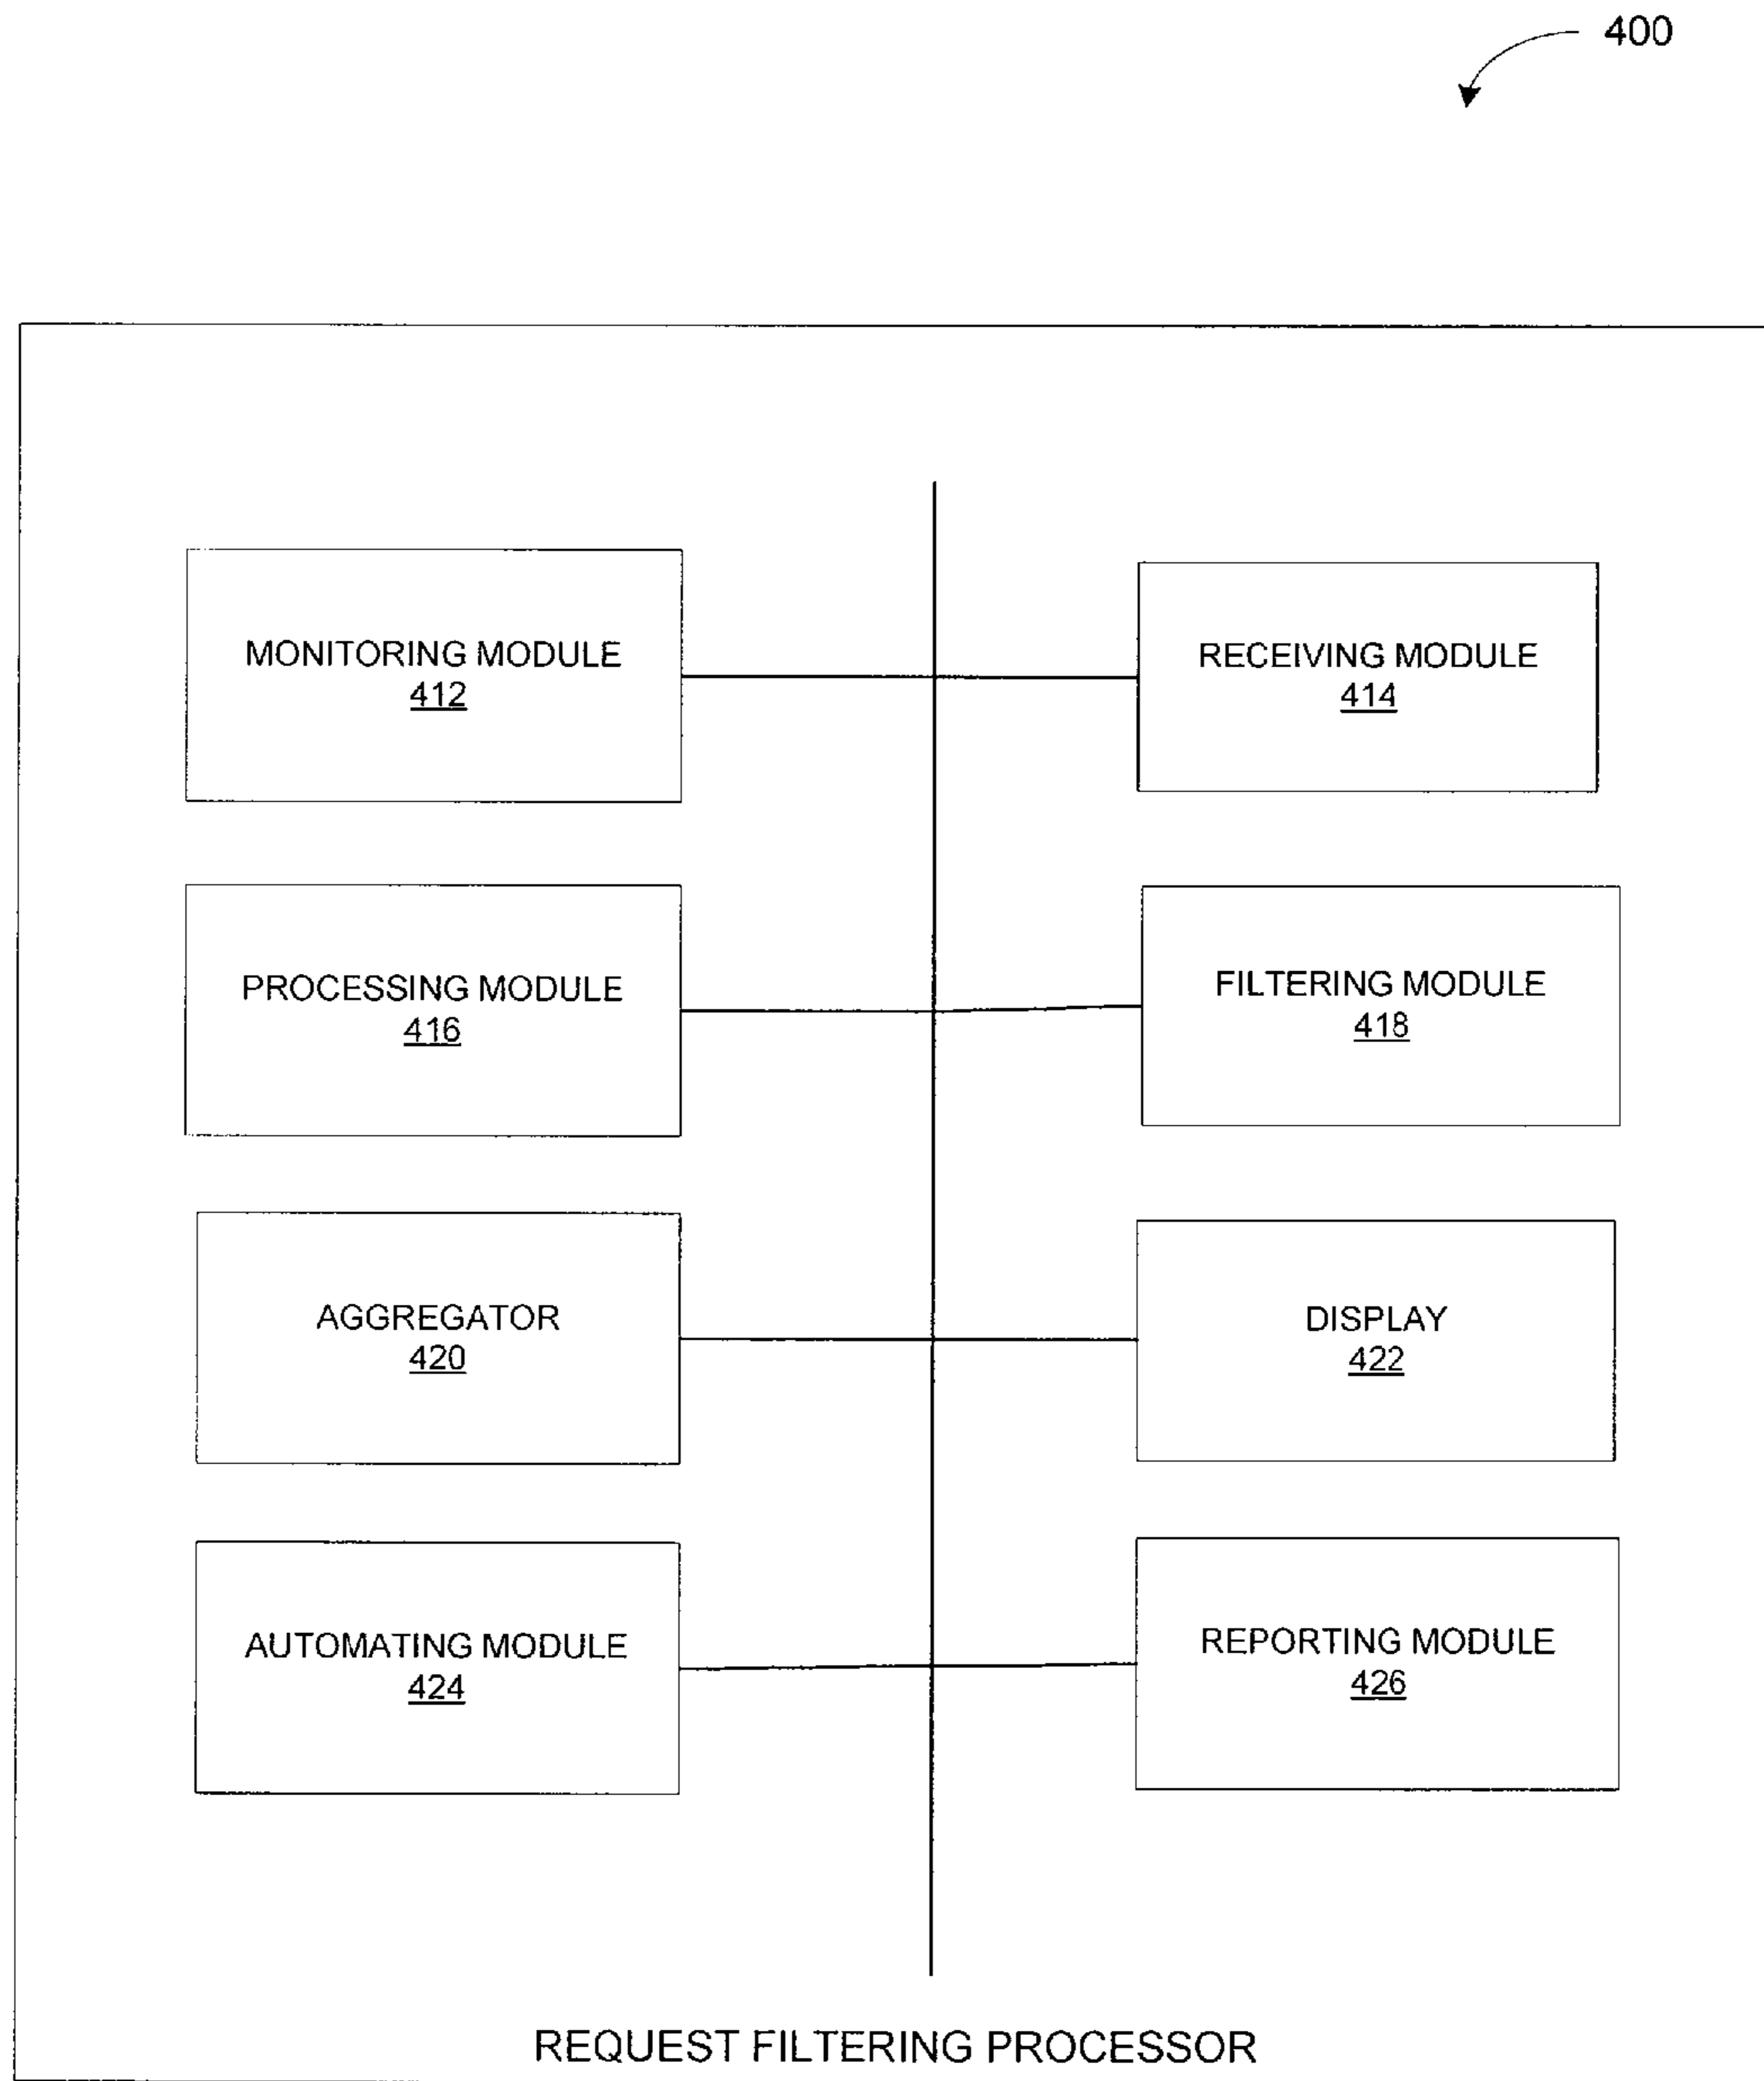 400
MONITORING MODULE
412
RECEIVING MODULE
414
PROCESSING MODULE
416
FILTERING MODULE
418
AGGREGATOR
420
DISPLAY
422
AUTOMATING MODULE
424
REPORTING MODULE
426
REQUEST FILTERING PROCESSOR